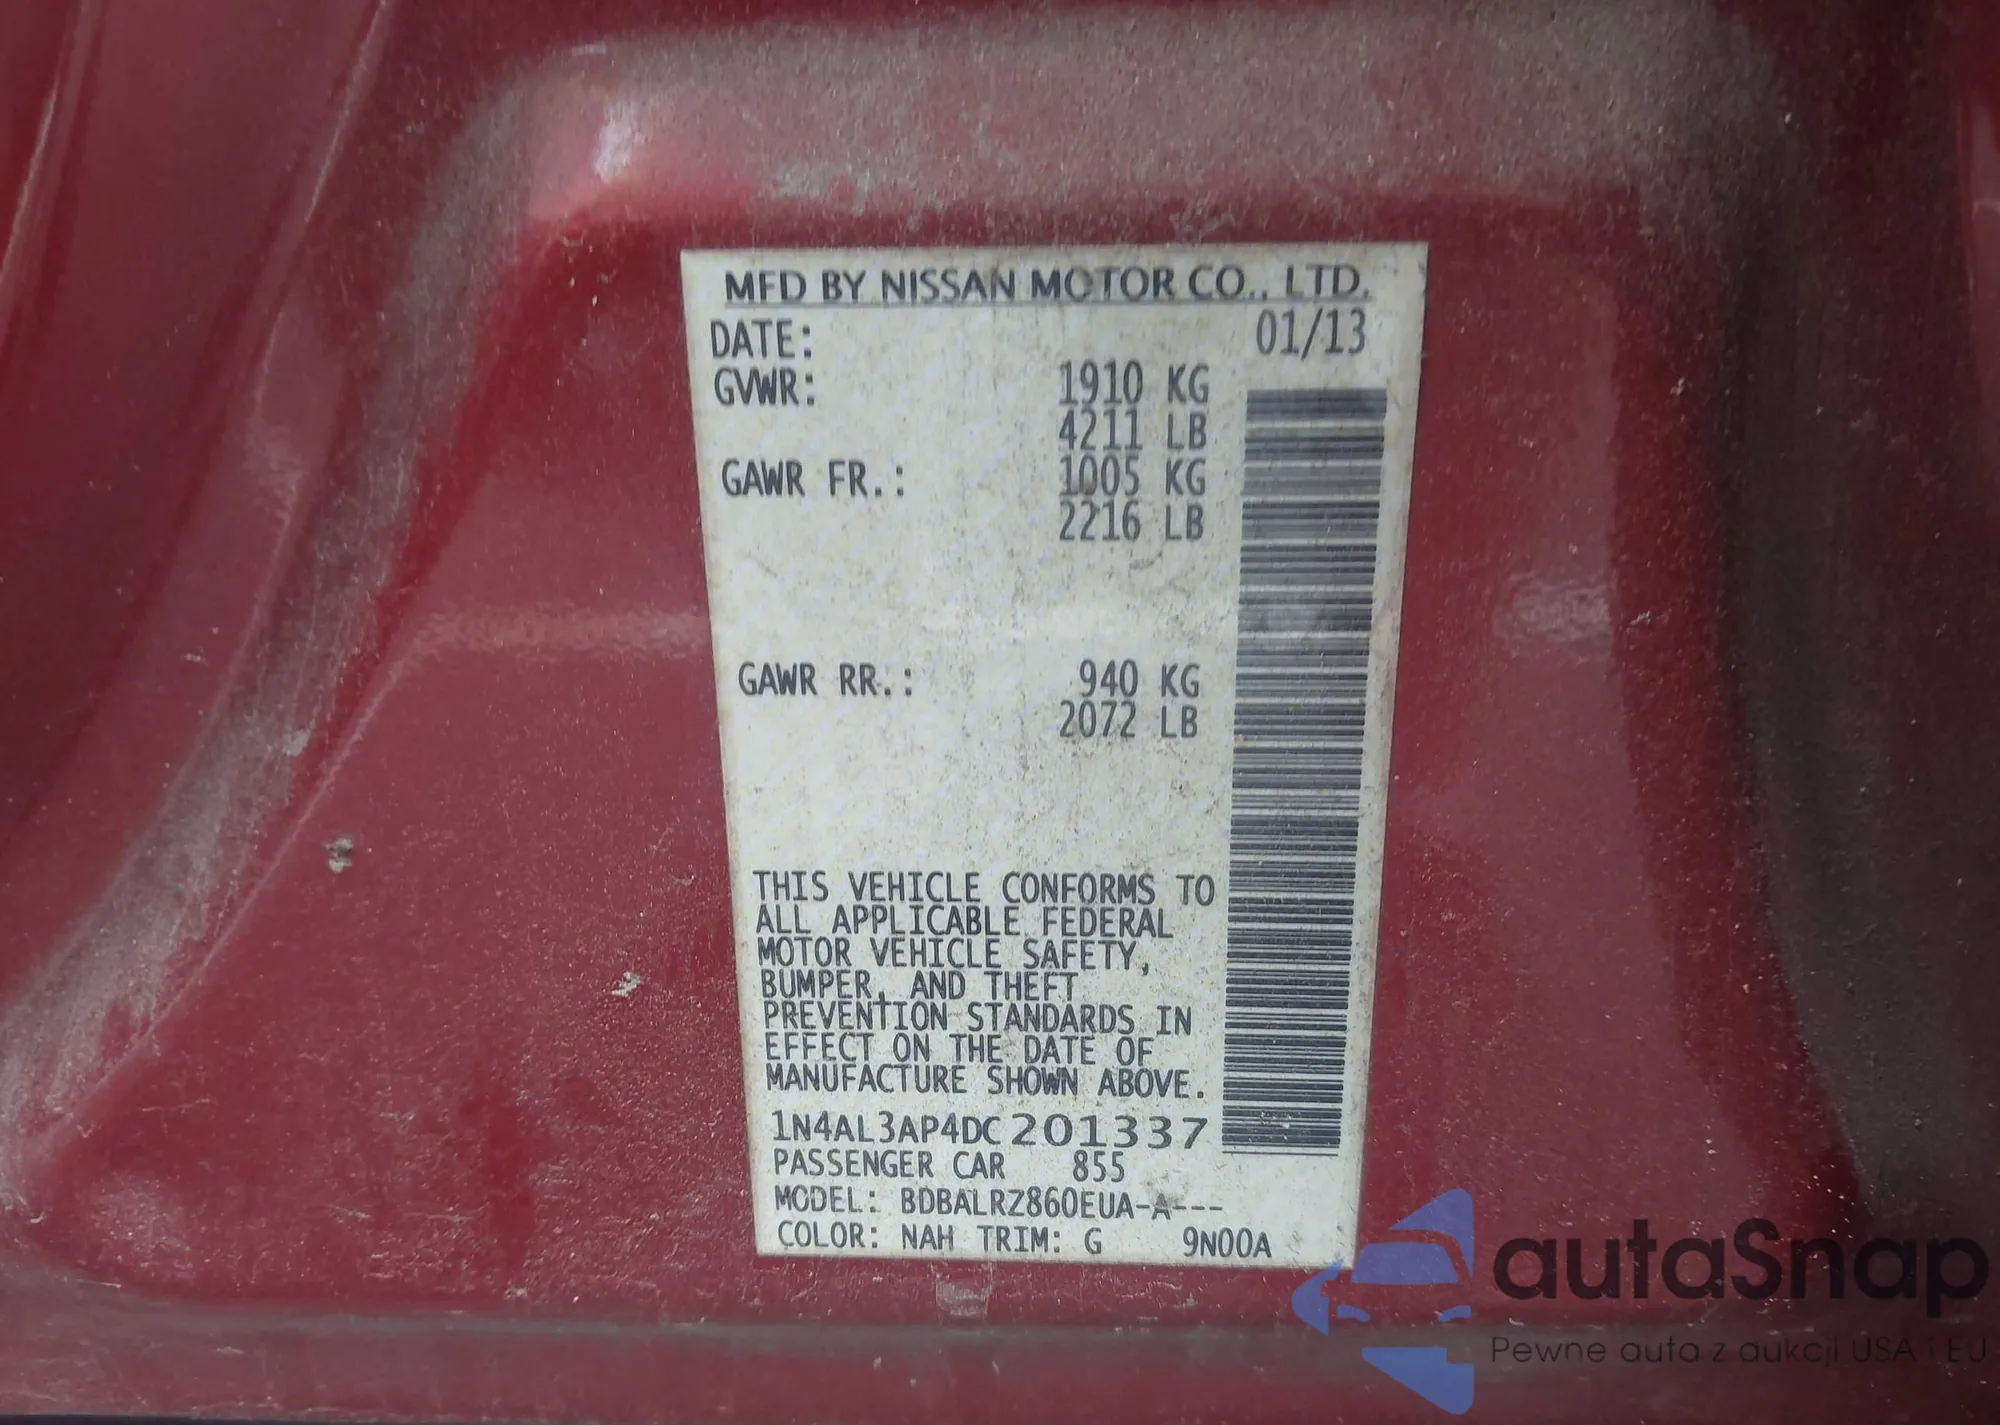 MFD BY NISSAN MOTOR CO., LTD.
DATE: 01/13
GVWR: 1910 KG
4211 LB
GAWR FR.: 1005 KG
2216 LB
GAWR RR.: 940 KG
2072 LB
THIS VEHICLE CONFORMS TO
ALL APPLICABLE FEDERAL
MOTOR VEHICLE SAFETY,
BUMPER, AND THEFT
PREVENTION STANDARDS IN
EFFECT ON THE DATE OF
MANUFACTURE SHOWN ABOVE.
1N4AL3AP4DC201337
PASSENGER CAR 855
MODEL: BDBALRZ860EUA-A---
COLOR: NAH TRIM: G 9N00A
autaSnap
Pewne auta z aukcji USA i EU